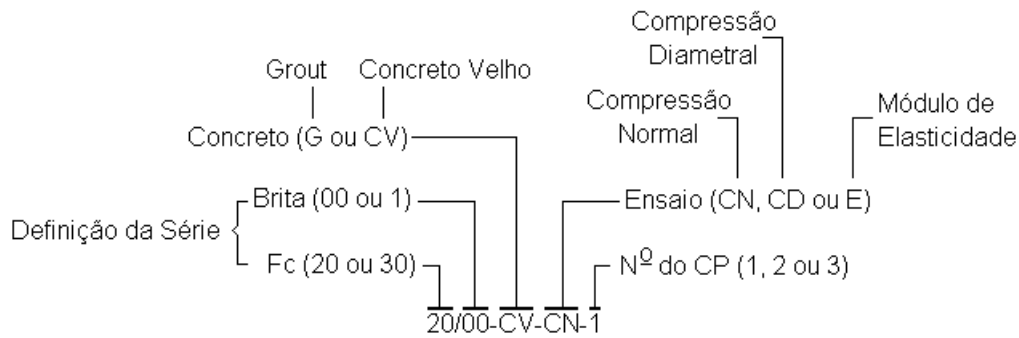 Compressão
Diametral
Grout Concreto Velho
Compressão
Normal
Módulo de
Elasticidade
Concreto (G ou CV)
Brita (00 ou 1)
Ensaio (CN, CD ou E)
Definição da Série
Fc (20 ou 30)
Nº do CP (1, 2 ou 3)
20/00-CV-CN-1